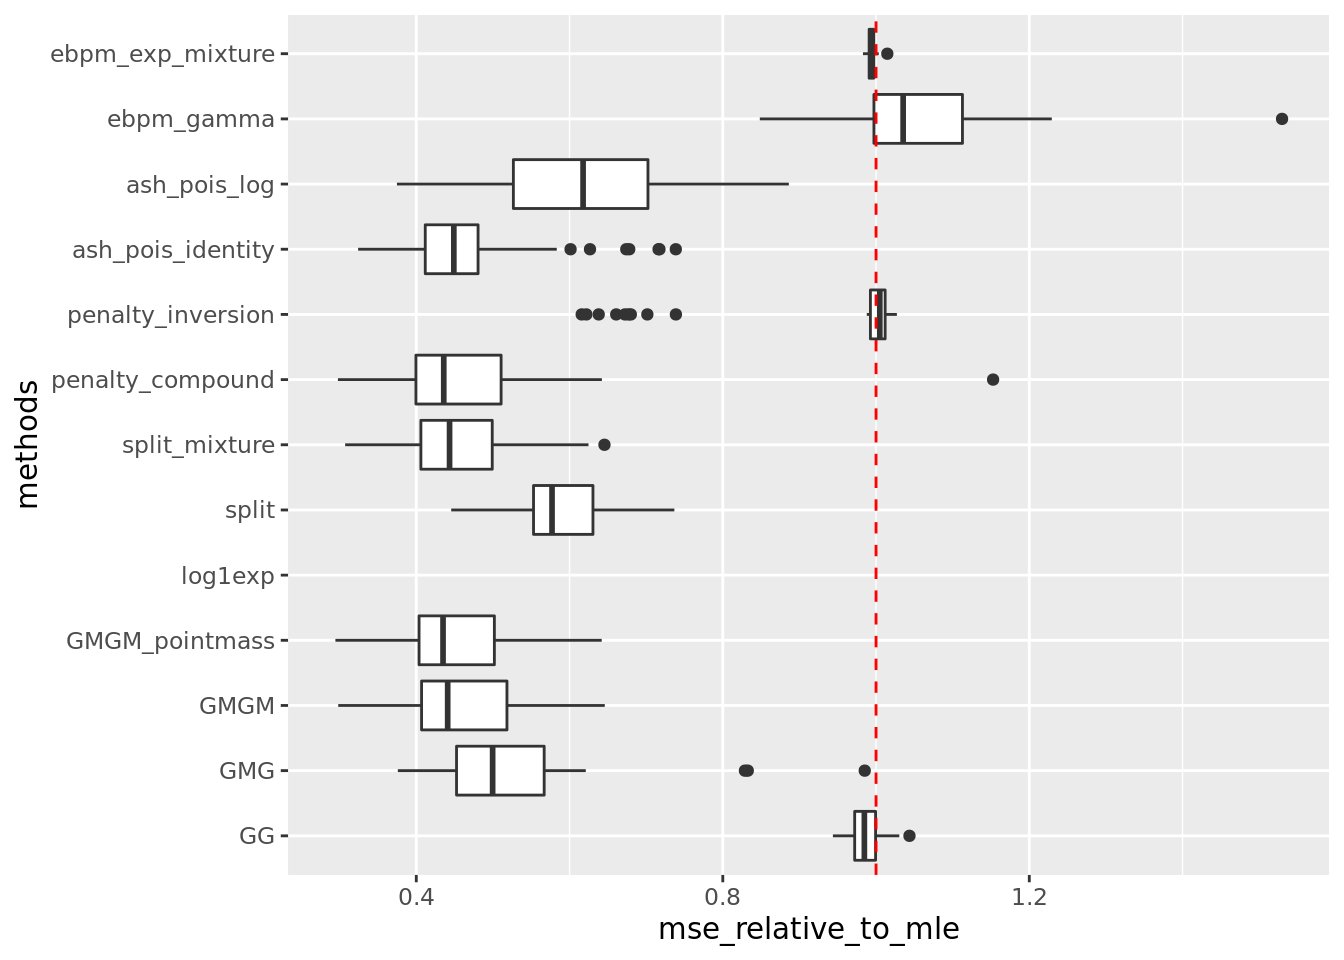 ebpm_exp_mixture
ebpm_gamma
ash_pois_log
ash_pois_identity
penalty_inversion
penalty_compound
split_mixture
split
log1exp
GMGM_pointmass
GMGM
GMG
GG
methods
0.4 0.8 1.2
mse_relative_to_mle